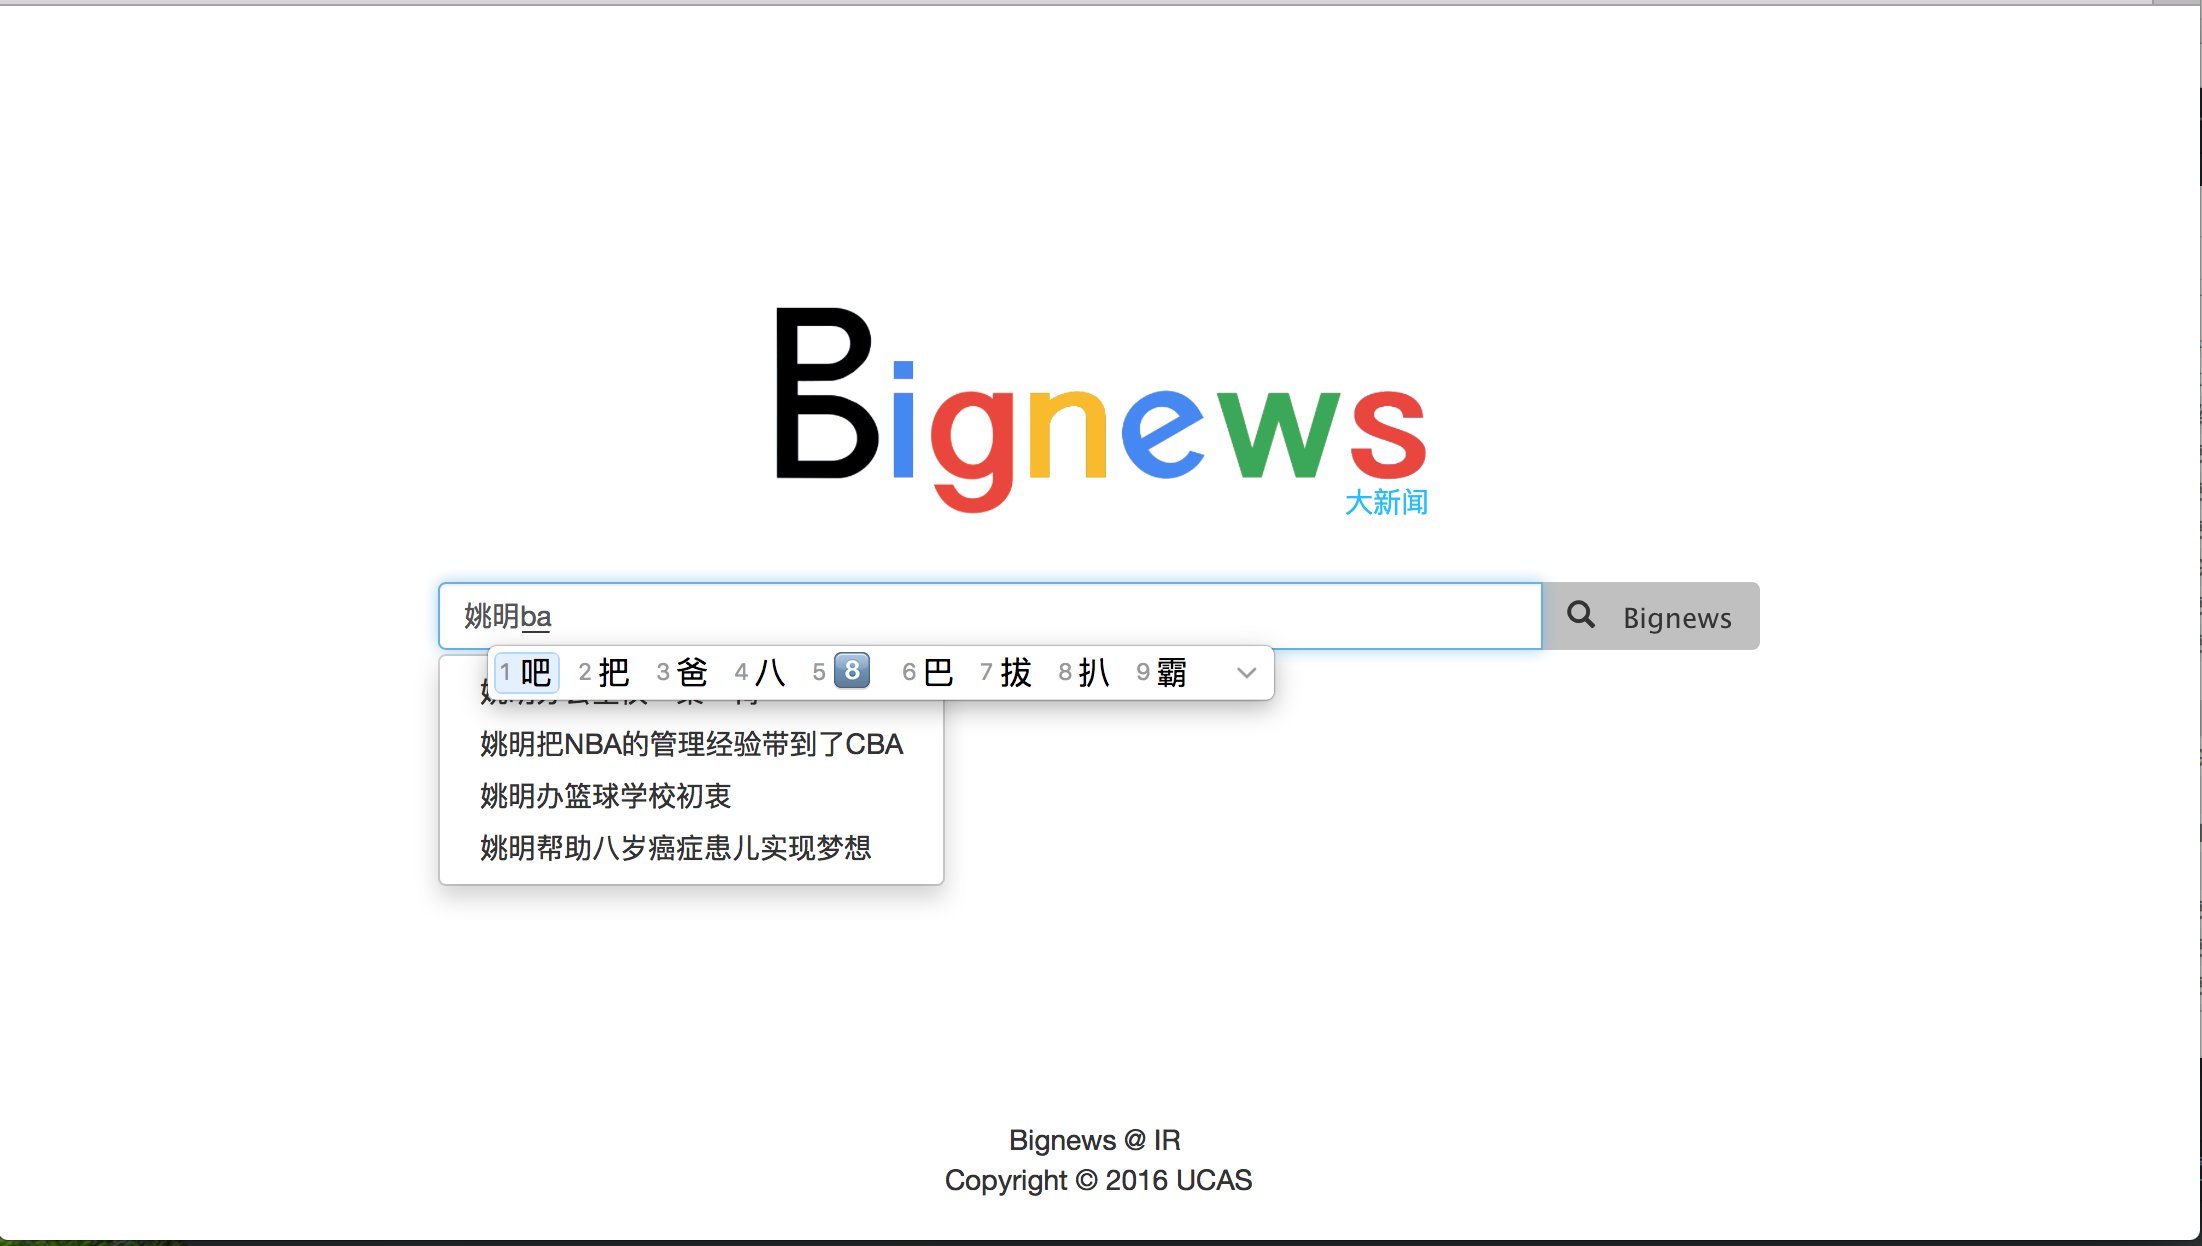 Bignews
大新闻
姚明ba
Bignews
1 吧 2 把 3 爸 4 八 5 8 6 巴 7 拔 8 扒 9 霸
姚明把NBA的管理经验带到了CBA
姚明办篮球学校初衷
姚明帮助八岁癌症患儿实现梦想
Bignews @ IR
Copyright © 2016 UCAS